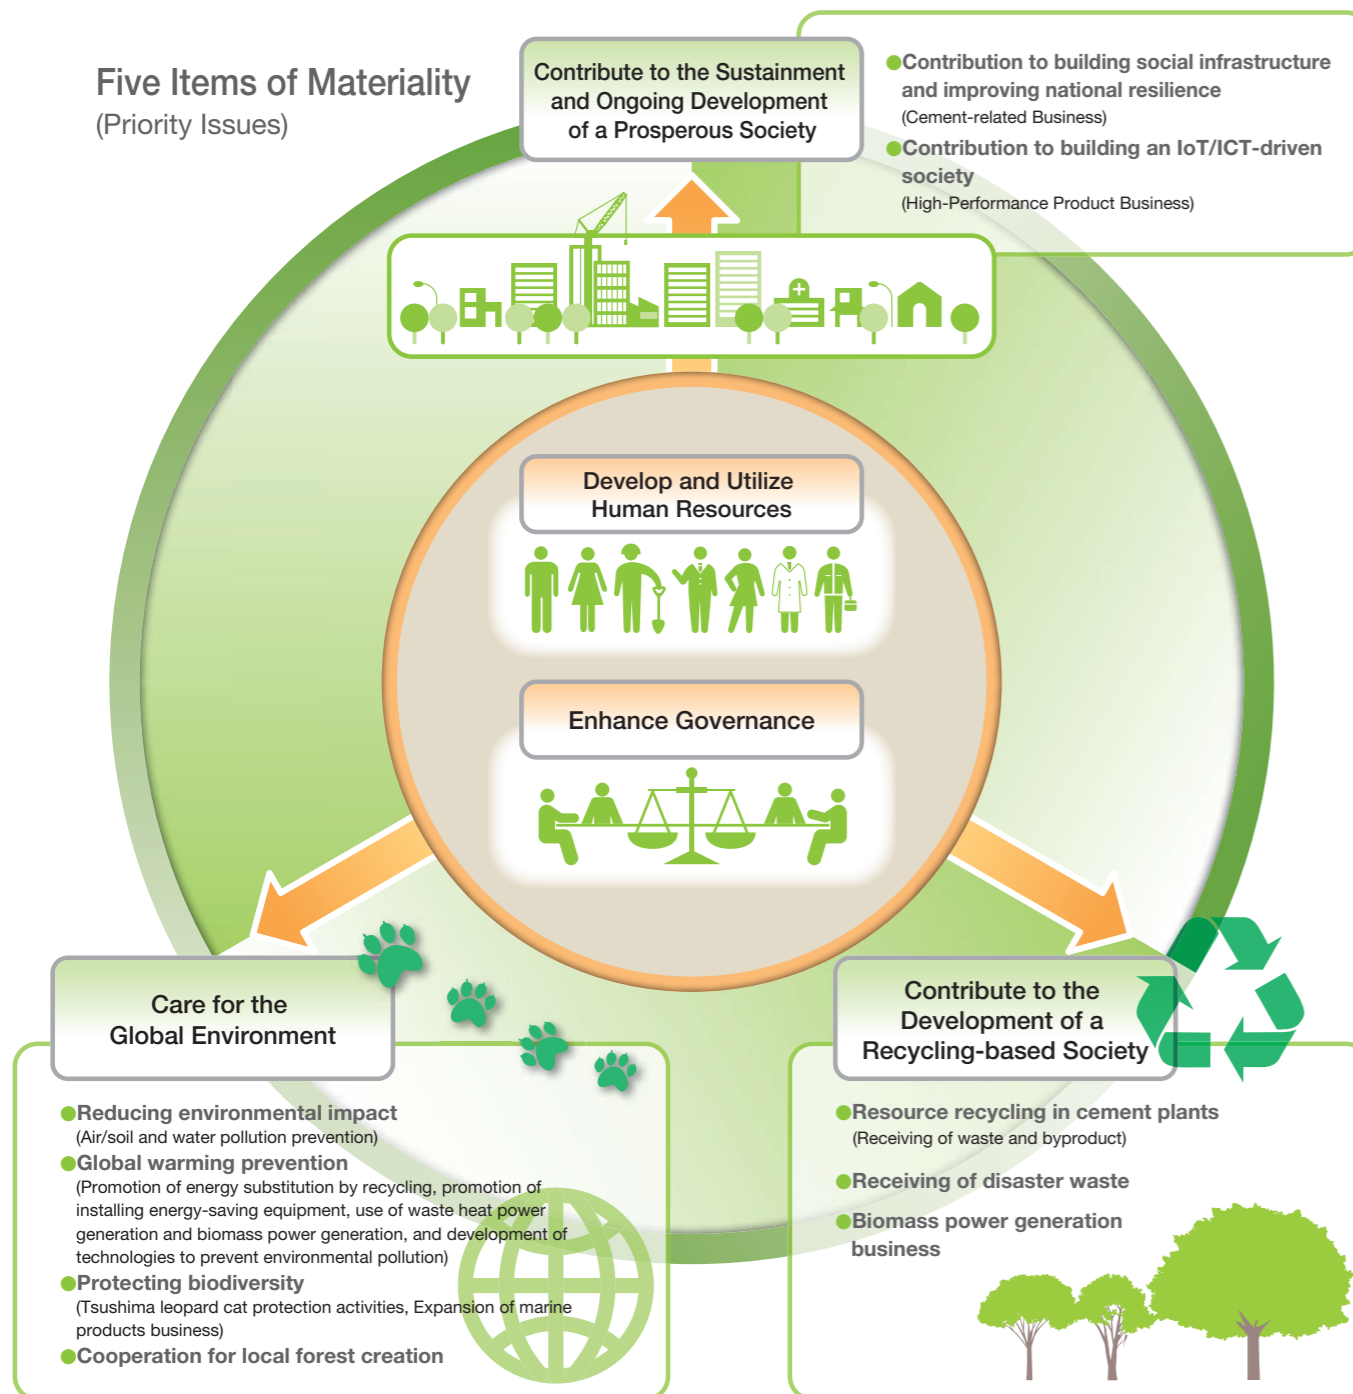 Five Items of Materiality
(Priority Issues)
Contribute to the Sustainment
and Ongoing Development
of a Prosperous Society
●Contribution to building social infrastructure
and improving national resilience
(Cement-related Business)
●Contribution to building an IoT/ICT-driven
society
(High-Performance Product Business)
Develop and Utilize
Human Resources
Enhance Governance
Care for the
Global Environment
●Reducing environmental impact
(Air/soil and water pollution prevention)
●Global warming prevention
(Promotion of energy substitution by recycling, promotion of
installing energy-saving equipment, use of waste heat power
generation and biomass power generation, and development of
technologies to prevent environmental pollution)
●Protecting biodiversity
(Tsushima leopard cat protection activities, Expansion of marine
products business)
●Cooperation for local forest creation
Contribute to the
Development of a
Recycling-based Society
●Resource recycling in cement plants
(Receiving of waste and byproduct)
●Receiving of disaster waste
●Biomass power generation
business